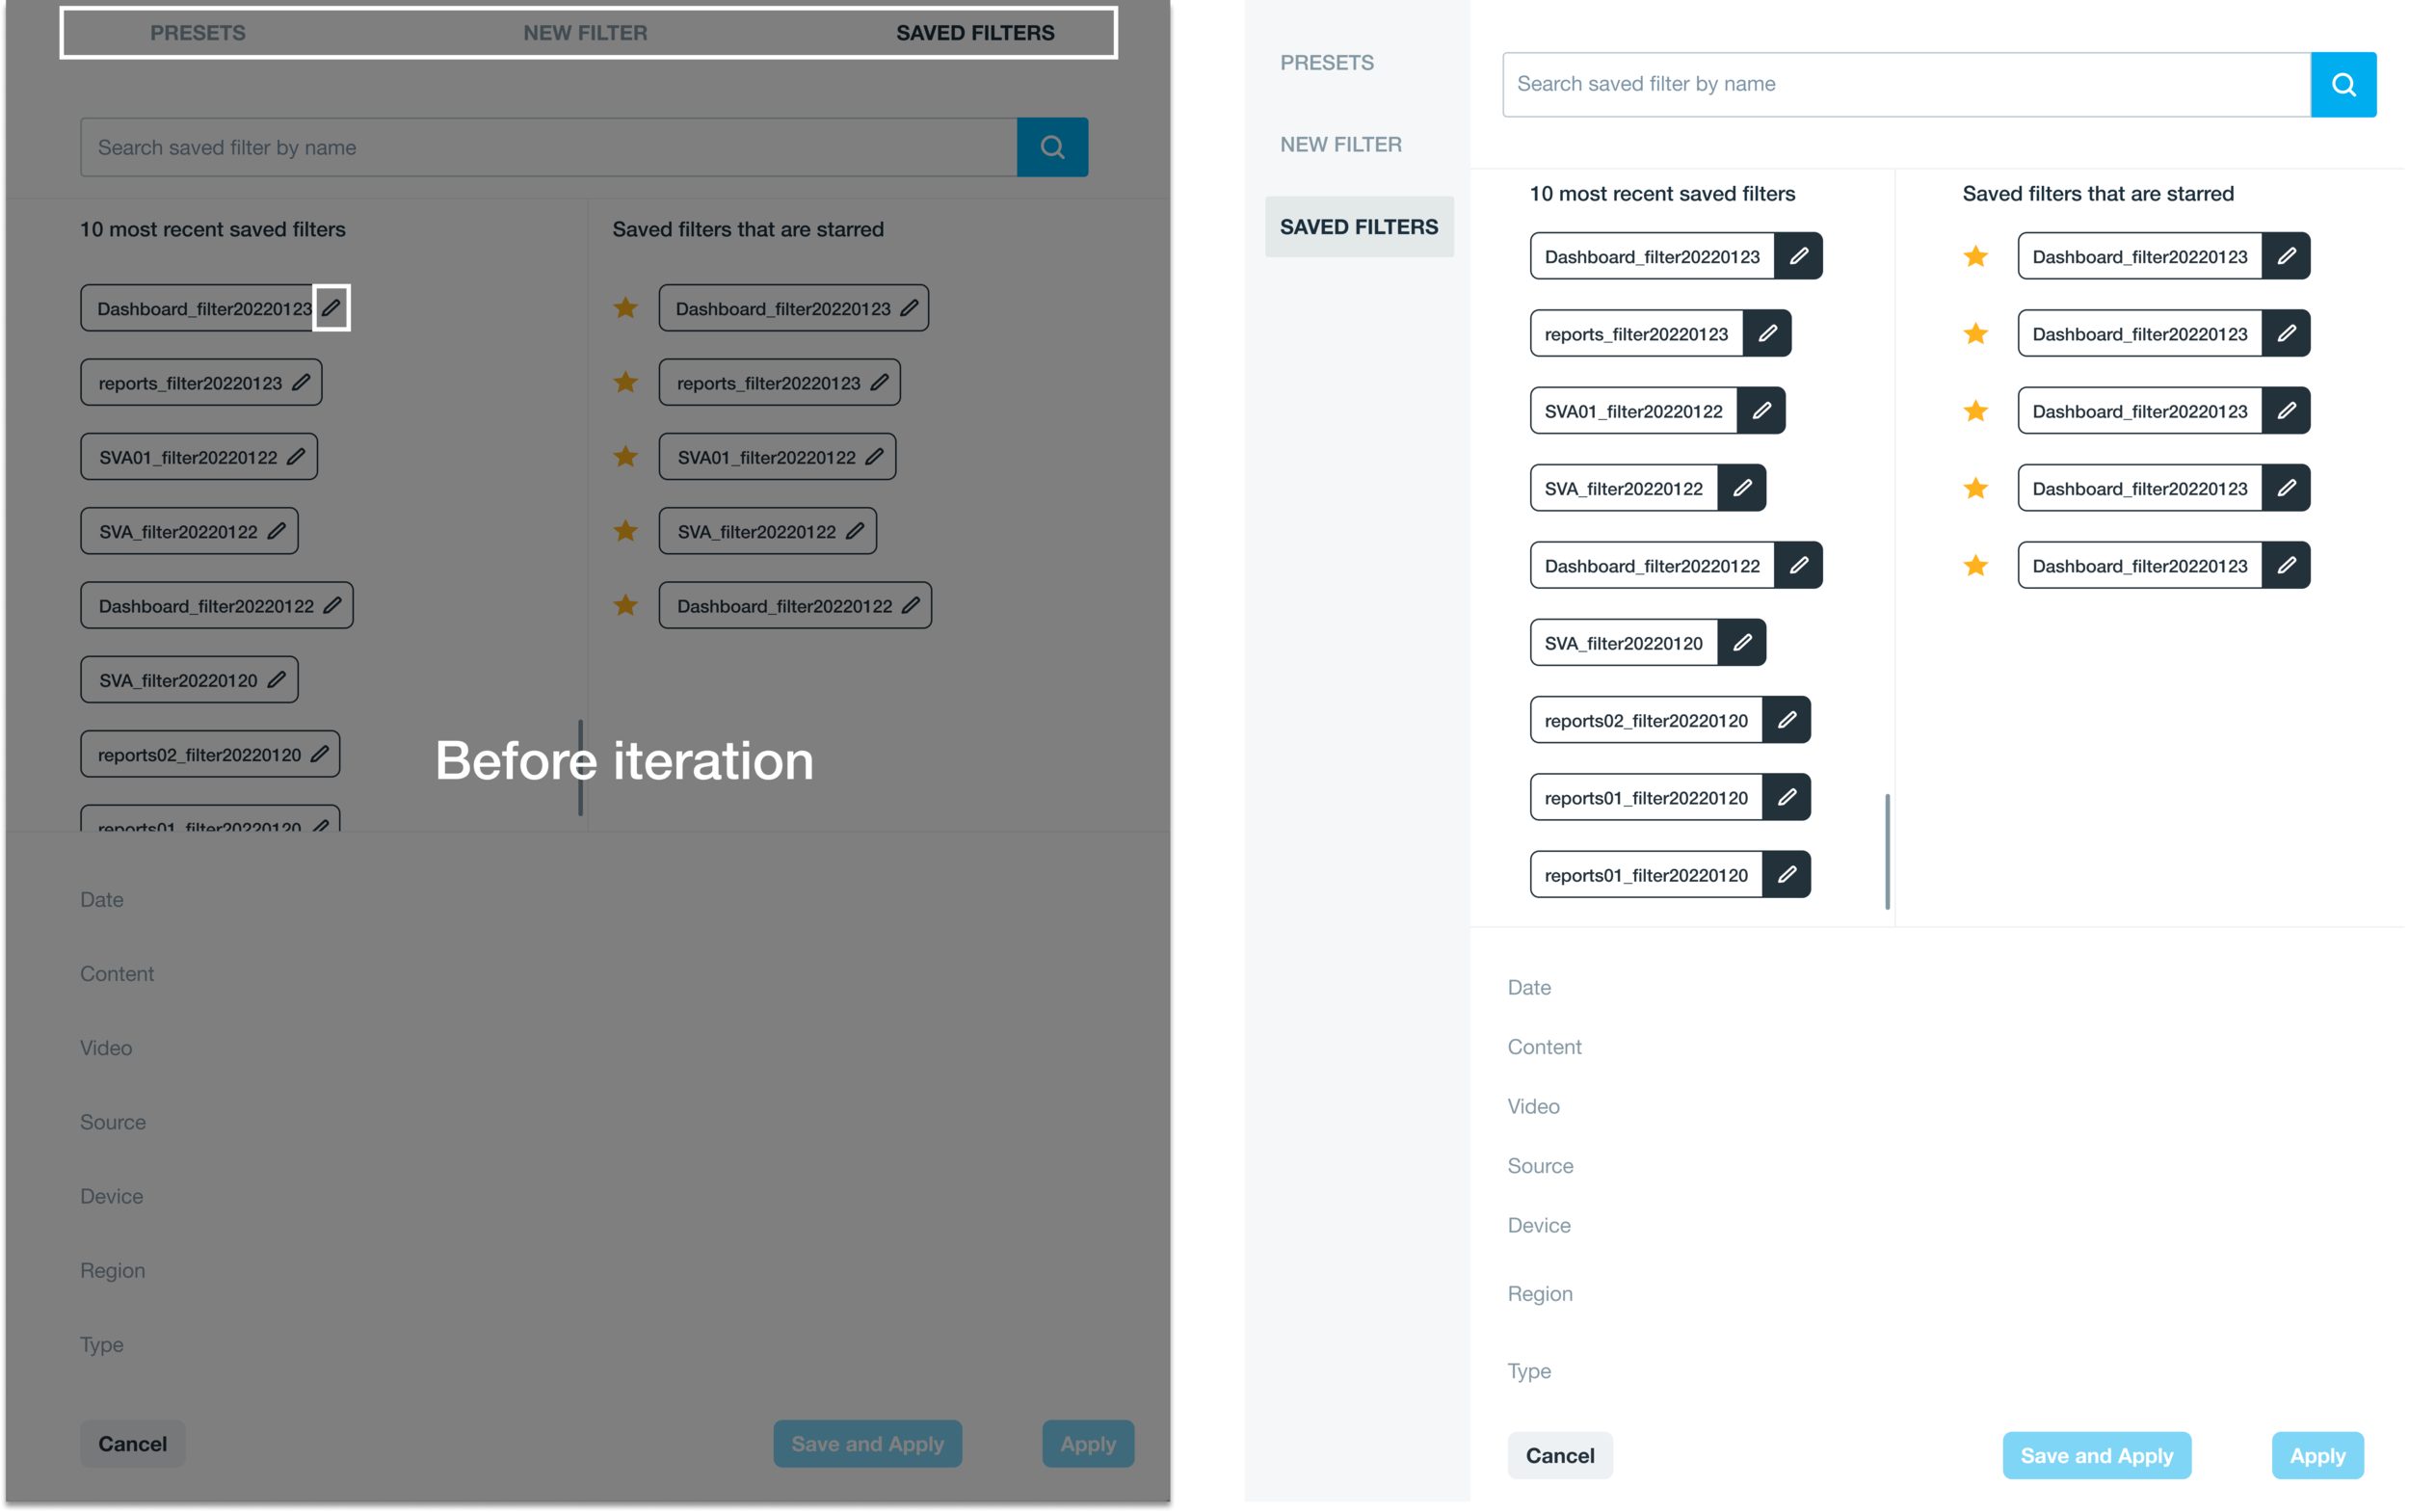 PRESETS NEW FILTER SAVED FILTERS
Search saved filter by name
10 most recent saved filters
Dashboard_filter20220123
reports_filter20220123
SVA01_filter20220122
SVA_filter20220122
Dashboard_filter20220122
SVA_filter20220120
reports02_filter20220120
reports01_filter20220120
Saved filters that are starred
Dashboard_filter20220123
reports_filter20220123
SVA01_filter20220122
SVA_filter20220122
Dashboard_filter20220122
Before iteration
Date
Content
Video
Source
Device
Region
Type
Cancel Save and Apply Apply
PRESETS
NEW FILTER
SAVED FILTERS
Search saved filter by name
10 most recent saved filters
Dashboard_filter20220123
reports_filter20220123
SVA01_filter20220122
SVA_filter20220122
Dashboard_filter20220122
SVA_filter20220120
reports02_filter20220120
reports01_filter20220120
reports01_filter20220120
Saved filters that are starred
Dashboard_filter20220123
Dashboard_filter20220123
Dashboard_filter20220123
Dashboard_filter20220123
Dashboard_filter20220123
Date
Content
Video
Source
Device
Region
Type
Cancel Save and Apply Apply